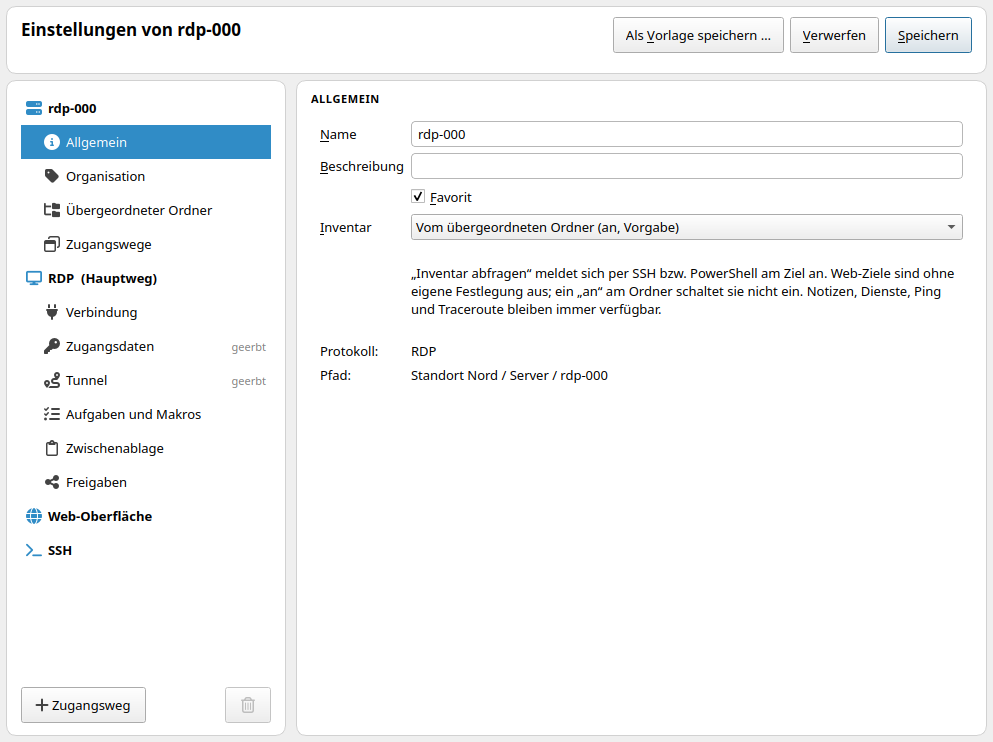 Einstellungen von rdp-000
Als Vorlage speichern ...
Verwerfen
Speichern
rdp-000
Allgemein
Organisation
Übergeordneter Ordner
Zugangswege
RDP (Hauptweg)
Verbindung
Zugangsdaten geerbt
Tunnel geerbt
Aufgaben und Makros
Zwischenablage
Freigaben
Web-Oberfläche
SSH
Zugangsweg
ALLGEMEIN
Name rdp-000
Beschreibung
Favorit
Inventar Vom übergeordneten Ordner (an, Vorgabe)
„Inventar abfragen“ meldet sich per SSH bzw. PowerShell am Ziel an. Web-Ziele sind ohne
eigene Festlegung aus; ein „an“ am Ordner schaltet sie nicht ein. Notizen, Dienste, Ping
und Traceroute bleiben immer verfügbar.
Protokoll: RDP
Pfad: Standort Nord / Server / rdp-000